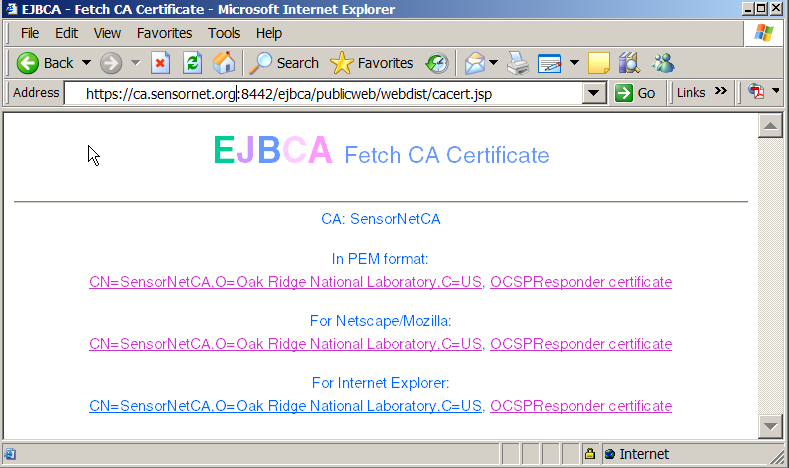 EJBCA - Fetch CA Certificate - Microsoft Internet Explorer
File Edit View Favorites Tools Help
Back Search Favorites
Address https://ca.sensornet.org:8442/ejbca/publicweb/webdist/cacert.jsp Go Links »
EJBCA Fetch CA Certificate
CA: SensorNetCA
In PEM format:
CN=SensorNetCA,O=Oak Ridge National Laboratory,C=US, OCSPResponder certificate
For Netscape/Mozilla:
CN=SensorNetCA,O=Oak Ridge National Laboratory,C=US, OCSPResponder certificate
For Internet Explorer:
CN=SensorNetCA,O=Oak Ridge National Laboratory,C=US, OCSPResponder certificate
Internet